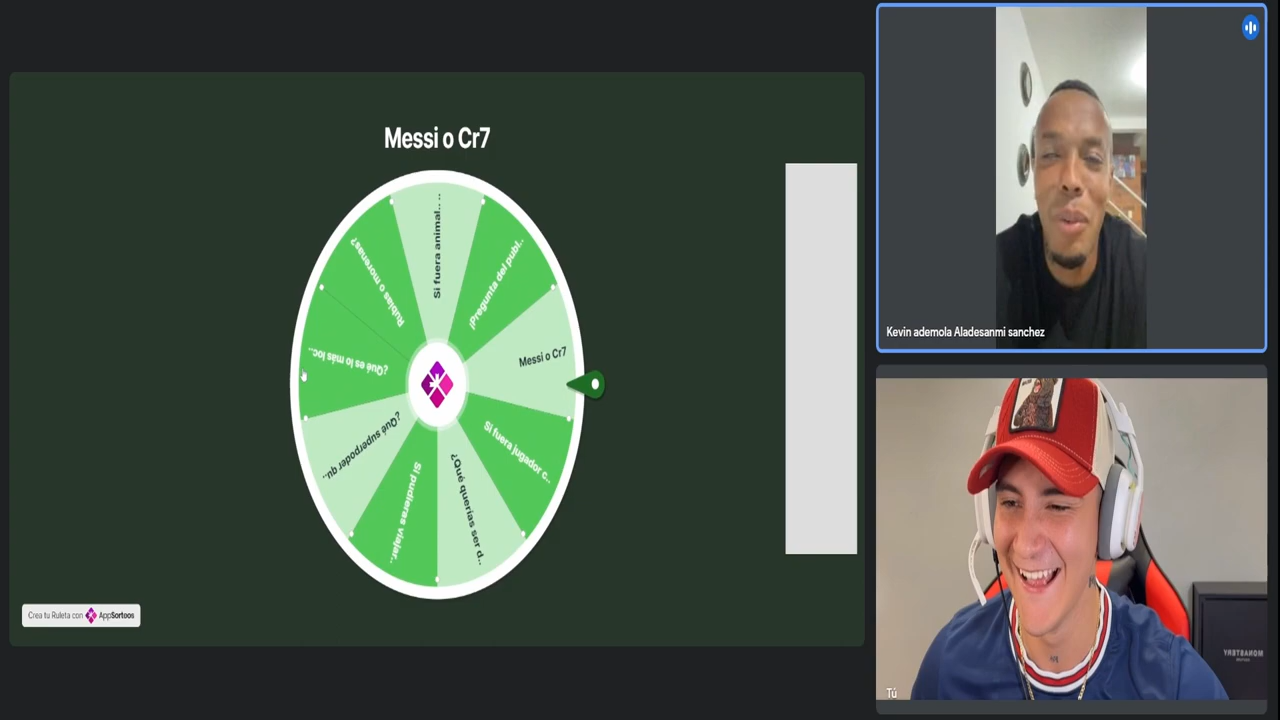 Messi o Cr7
Si fuera animal.. ..
¡Pregunta del publ..
Messi o Cr7
Si fuera jugador c..
¿Qué querías ser d..
Si pudieras viajar..
¿Qué superpoder qu..
¿Qué es lo más loc..
Rubias o morenas?
Crea tu Ruleta con AppSorteos
Kevin ademola Aladesanmi sanchez
Tú
MONASTERY